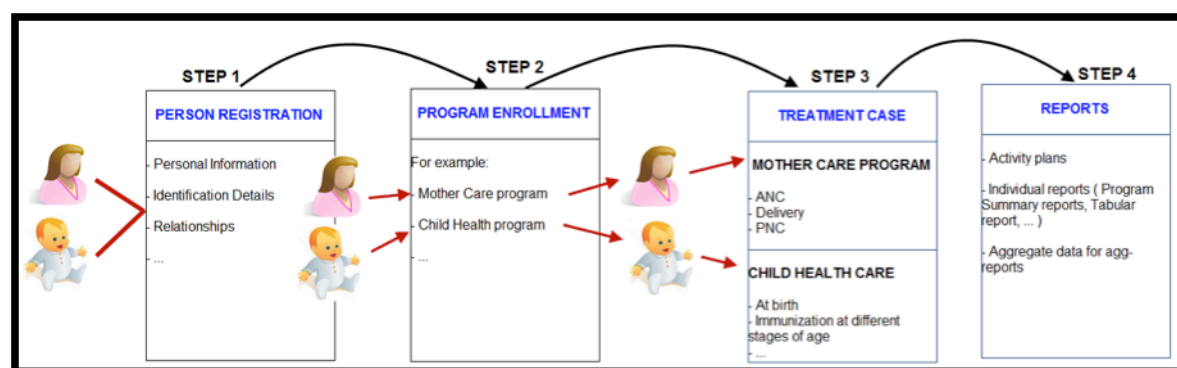 STEP 1
PERSON REGISTRATION
- Personal Information
- Identification Details
- Relationships
- ...
STEP 2
PROGRAM ENROLLMENT
For example:
- Mother Care program
- Child Health program
- ...
STEP 3
TREATMENT CASE
MOTHER CARE PROGRAM
- ANC
- Delivery
- PNC
CHILD HEALTH CARE
- At birth
- Immunization at different
stages of age
- ...
STEP 4
REPORTS
- Activity plans
- Individual reports ( Program
Summary reports, Tabular
report, ... )
- Aggregate data for agg-
reports